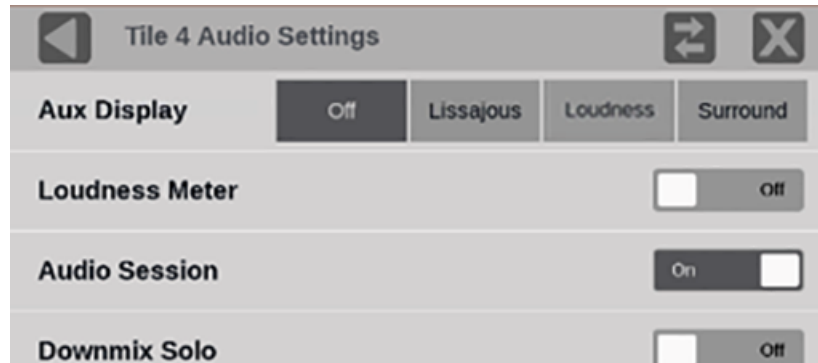 Tile 4 Audio Settings
Aux Display Off Lissajous Loudness Surround
Loudness Meter Off
Audio Session On
Downmix Solo Off